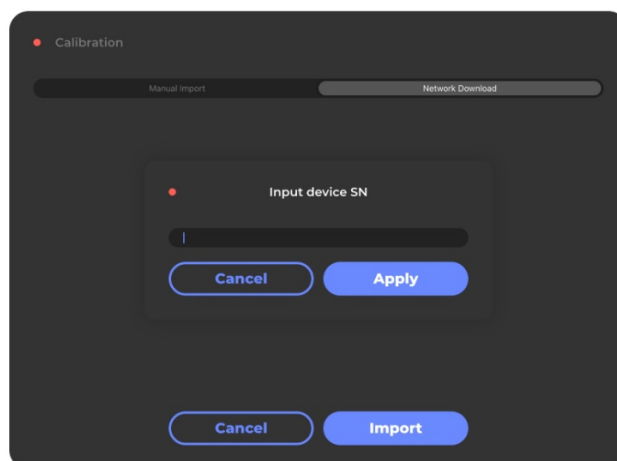 Calibration
Manual Import Network Download
Input device SN
Cancel Apply
Cancel Import